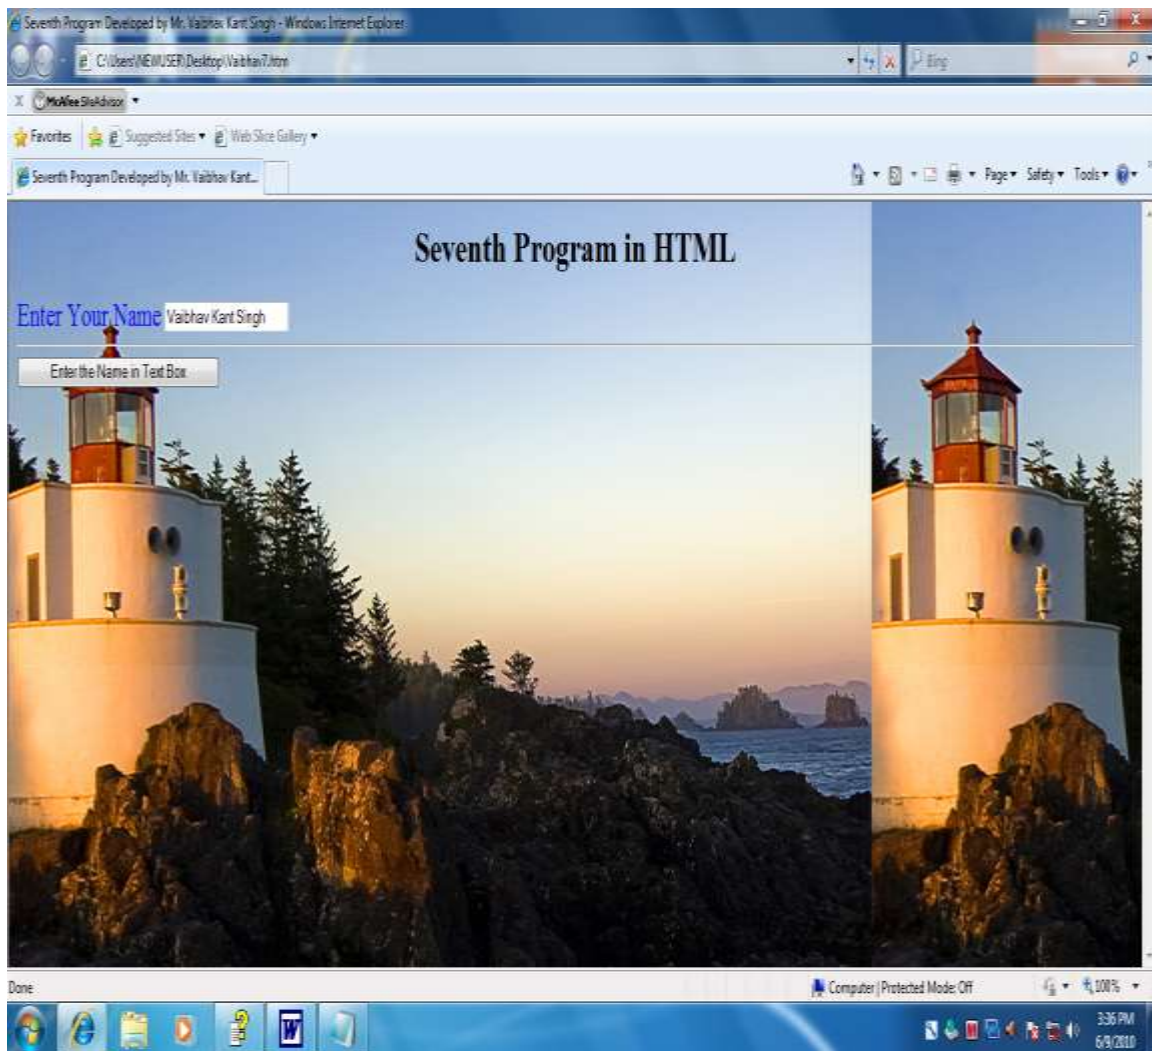 Seventh Program Developed by Mr. Vaibhav Kant Singh - Windows Internet Explorer
C:\Users\NEWUSER\Desktop\Vaibhav7.htm
Bing
X McAfee SiteAdvisor
Favorites Suggested Sites Web Slice Gallery
Seventh Program Developed by Mr. Vaibhav Kant...
Page Safety Tools
Seventh Program in HTML
Enter Your Name Vaibhav Kant Singh
Enter the Name in Text Box
Done
Computer | Protected Mode: Off
100%
3:36 PM
6/9/2010